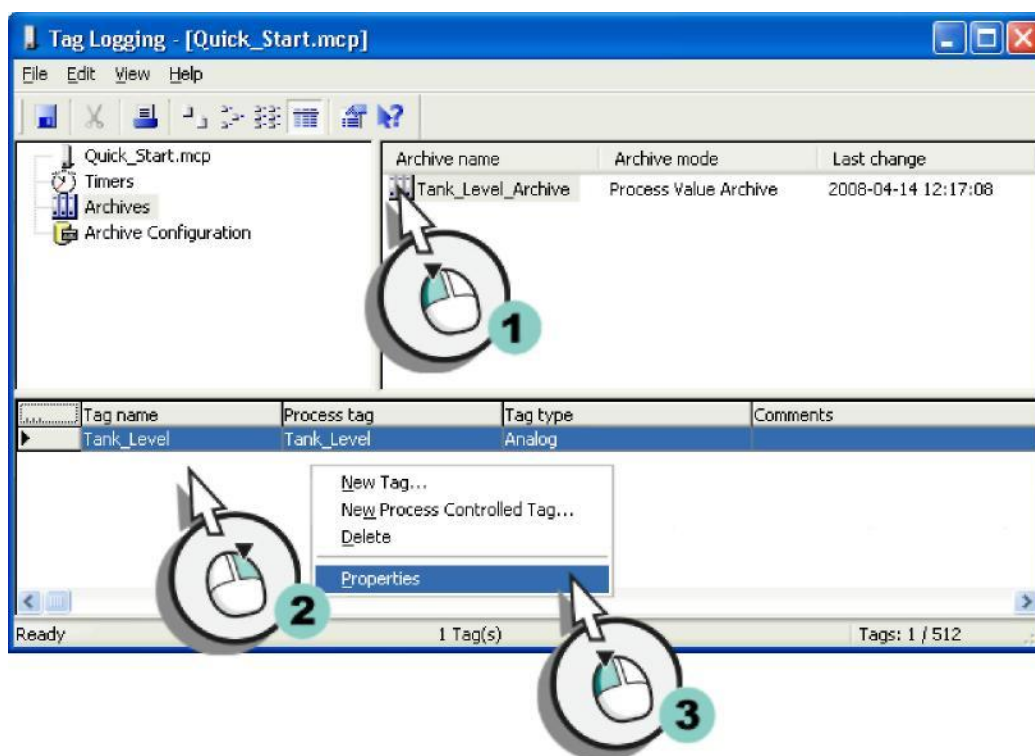 Tag Logging - [Quick_Start.mcp]
File Edit View Help
Quick_Start.mcp
Timers
Archives
Archive Configuration
Archive name Archive mode Last change
Tank_Level_Archive Process Value Archive 2008-04-14 12:17:08
1
... Tag name Process tag Tag type Comments
Tank_Level Tank_Level Analog
New Tag...
New Process Controlled Tag...
Delete
Properties
2
Ready 1 Tag(s) Tags: 1 / 512
3